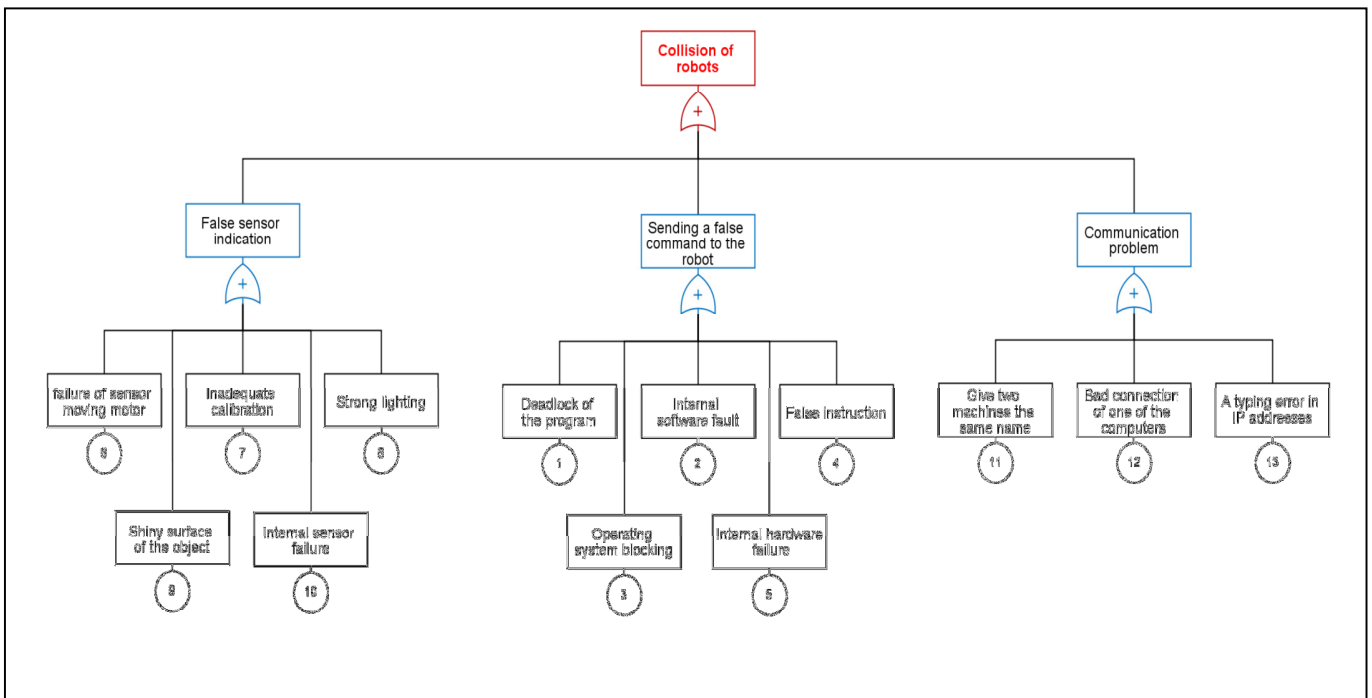 Collision of
robots
+
False sensor
indication
+
Sending a false
command to the
robot
+
Communication
problem
+
failure of sensor
moving motor
6
Inadequate
calibration
7
Strong lighting
8
Shiny surface
of the object
9
Internal sensor
failure
10
Deadlock of
the program
1
Internal
software fault
2
False instruction
4
Operating
system blocking
3
Internal hardware
failure
5
Give two
machines the
same name
11
Bad connection
of one of the
computers
12
A typing error in
IP addresses
13